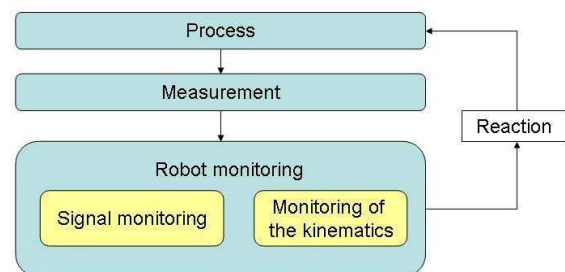 Process
Measurement
Reaction
Robot monitoring
Signal monitoring
Monitoring of
the kinematics